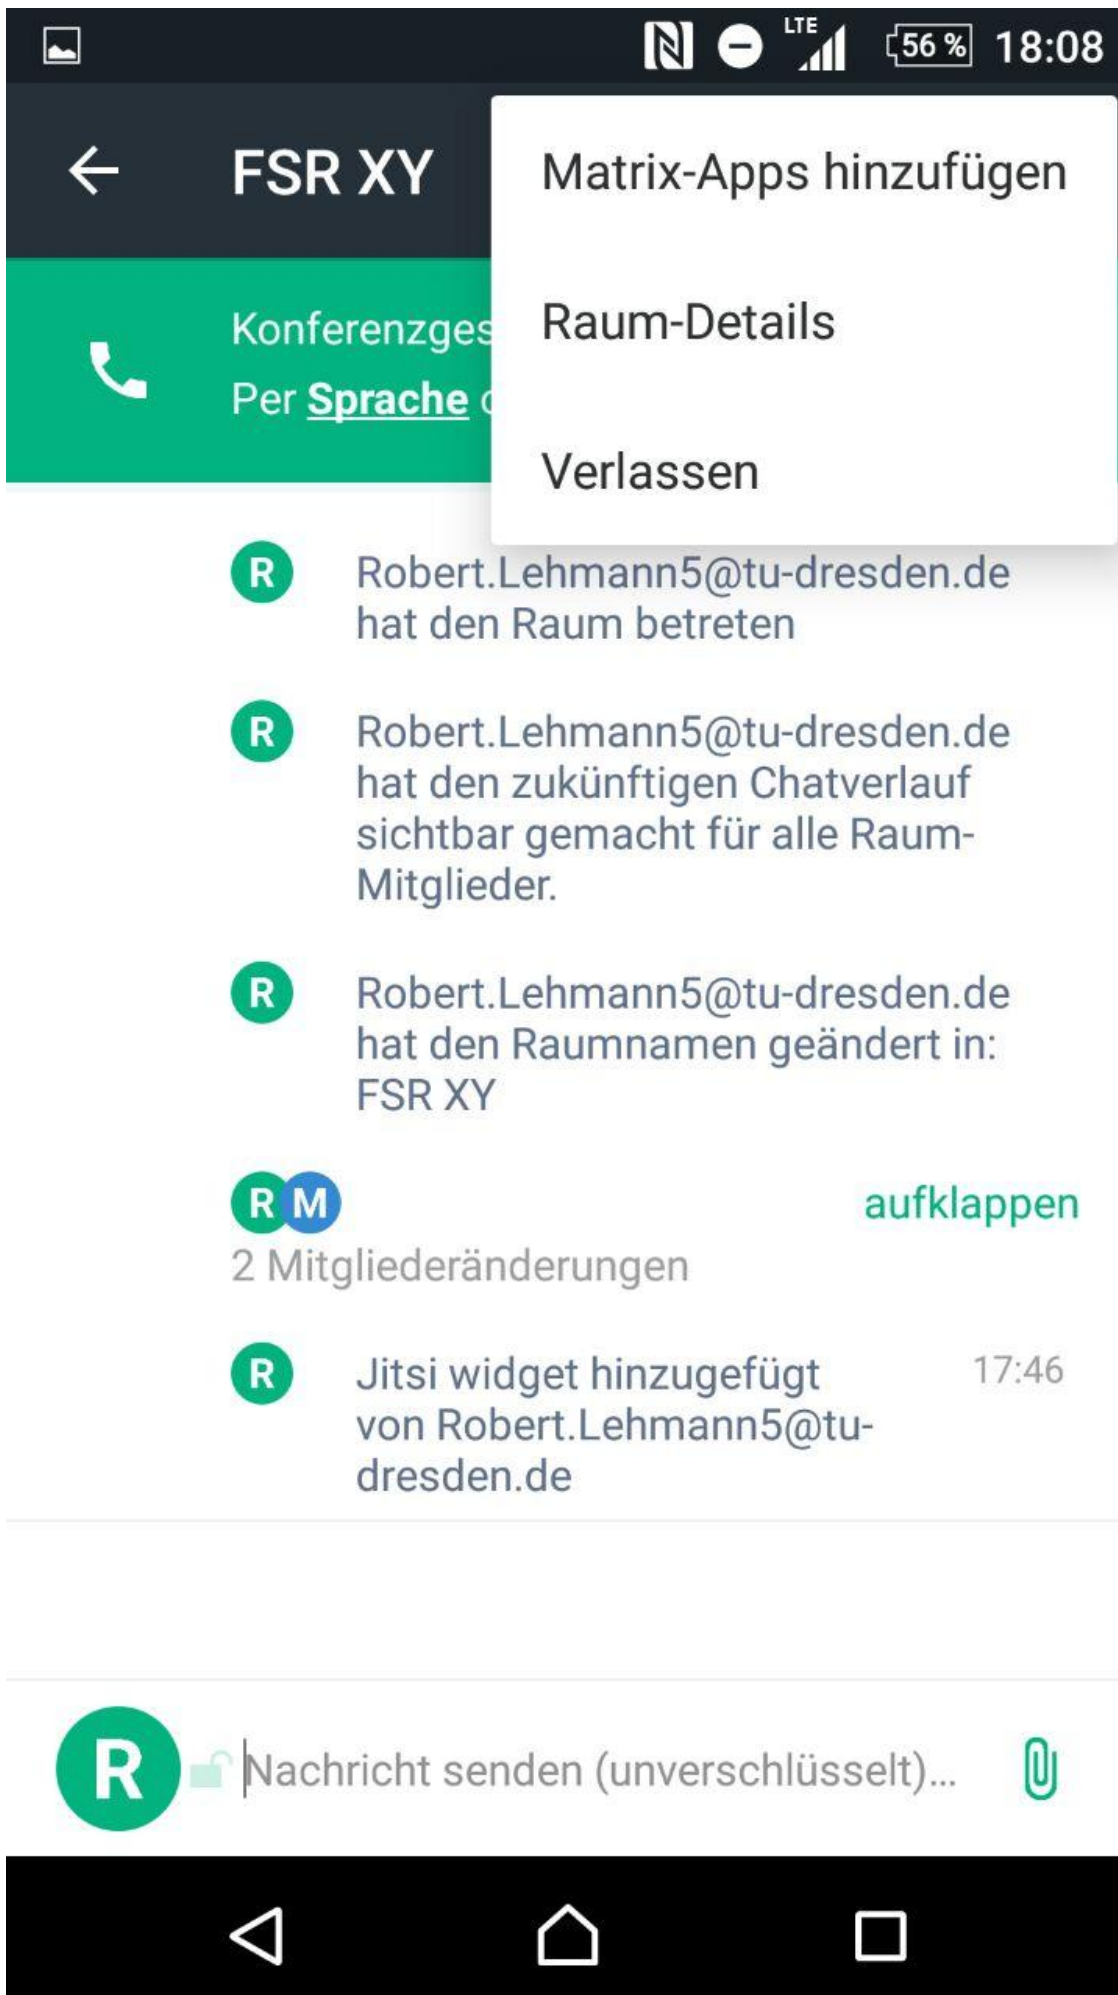 LTE
56 %
18:08
FSR XY
Matrix-Apps hinzufügen
Raum-Details
Verlassen
Konferenzges
Per Sprache
R
Robert.Lehmann5@tu-dresden.de
hat den Raum betreten
R
Robert.Lehmann5@tu-dresden.de
hat den zukünftigen Chatverlauf
sichtbar gemacht für alle Raum-
Mitglieder.
R
Robert.Lehmann5@tu-dresden.de
hat den Raumnamen geändert in:
FSR XY
R M
aufklappen
2 Mitgliederänderungen
R
Jitsi widget hinzugefügt
17:46
von Robert.Lehmann5@tu-
dresden.de
R
Nachricht senden (unverschlüsselt)…